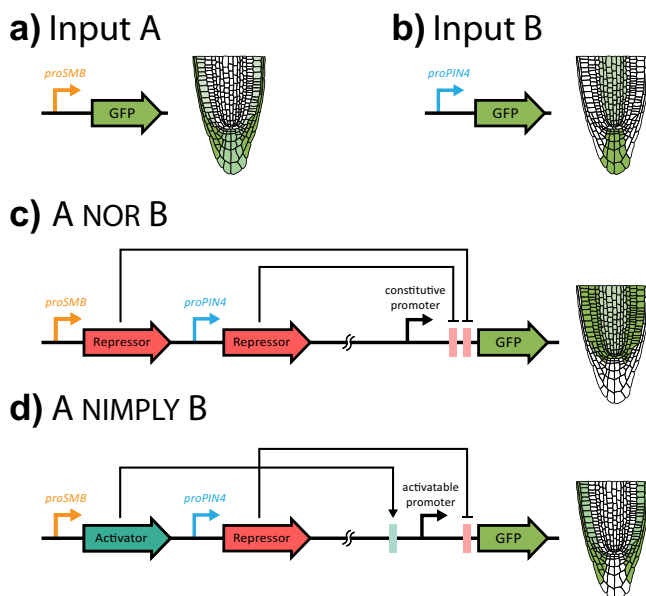 a) Input A
proSMB
GFP
b) Input B
proPIN4
GFP
c) A NOR B
proSMB
Repressor
proPIN4
Repressor
constitutive
promoter
GFP
d) A NIMPLY B
proSMB
Activator
proPIN4
Repressor
activatable
promoter
GFP